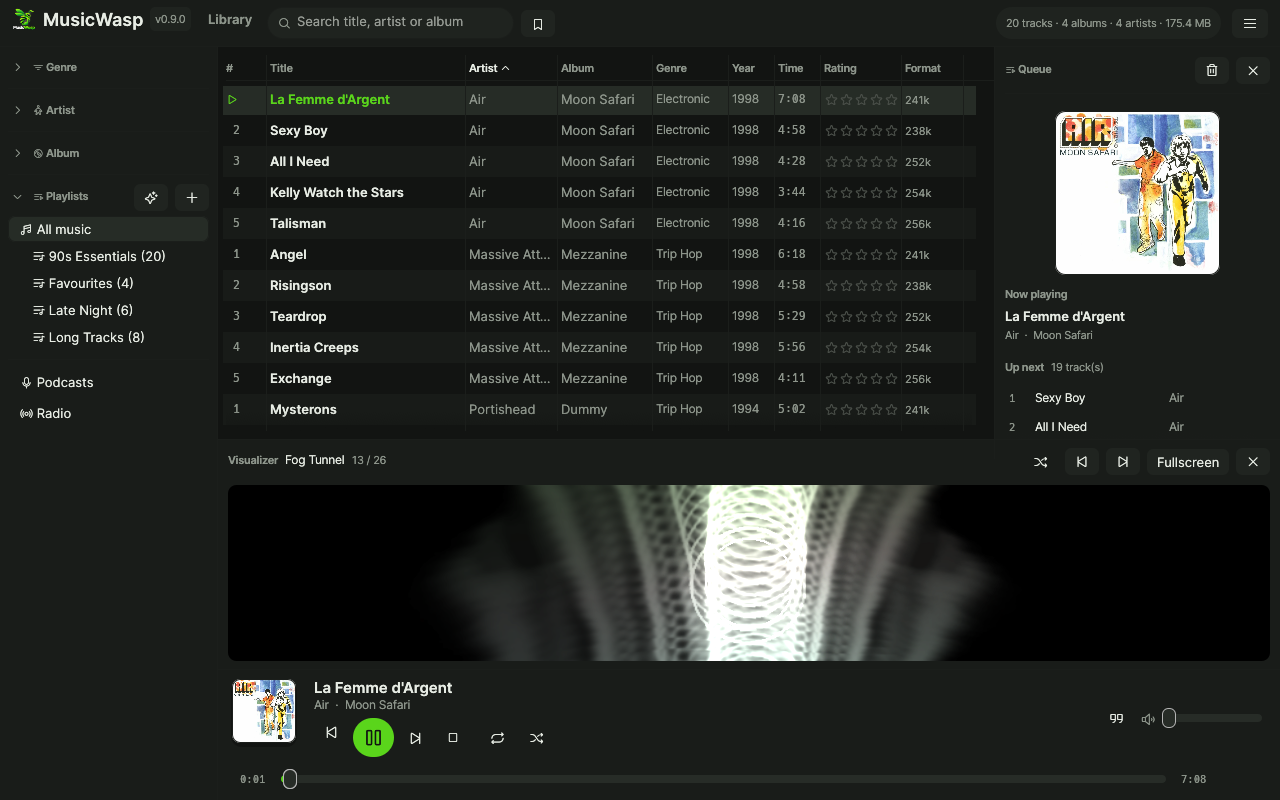 MusicWasp v0.9.0 Library Search title, artist or album 20 tracks · 4 albums · 4 artists · 175.4 MB
Genre
Artist
Album
Playlists
All music
90s Essentials (20)
Favourites (4)
Late Night (6)
Long Tracks (8)
Podcasts
Radio
# Title Artist Album Genre Year Time Rating Format
La Femme d'Argent Air Moon Safari Electronic 1998 7:08 241k
2 Sexy Boy Air Moon Safari Electronic 1998 4:58 238k
3 All I Need Air Moon Safari Electronic 1998 4:28 252k
4 Kelly Watch the Stars Air Moon Safari Electronic 1998 3:44 254k
5 Talisman Air Moon Safari Electronic 1998 4:16 256k
1 Angel Massive Att... Mezzanine Trip Hop 1998 6:18 241k
2 Risingson Massive Att... Mezzanine Trip Hop 1998 4:58 238k
3 Teardrop Massive Att... Mezzanine Trip Hop 1998 5:29 252k
4 Inertia Creeps Massive Att... Mezzanine Trip Hop 1998 5:56 254k
5 Exchange Massive Att... Mezzanine Trip Hop 1998 4:11 256k
1 Mysterons Portishead Dummy Trip Hop 1994 5:02 241k
Queue
AIR
MOON SAFARI
Now playing
La Femme d'Argent
Air · Moon Safari
Up next 19 track(s)
1 Sexy Boy Air
2 All I Need Air
Visualizer Fog Tunnel 13 / 26 Fullscreen
La Femme d'Argent
Air · Moon Safari
0:01 7:08